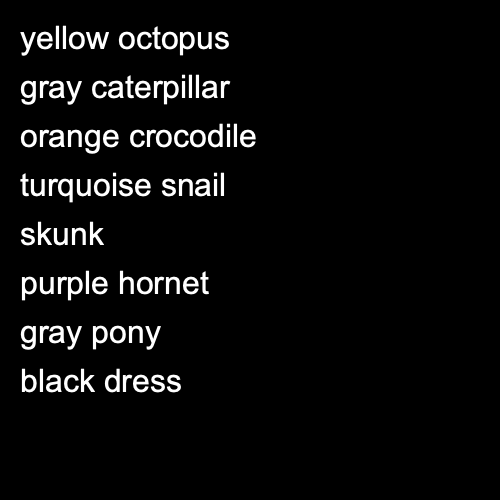 yellow octopus
gray caterpillar
orange crocodile
turquoise snail
skunk
purple hornet
gray pony
black dress